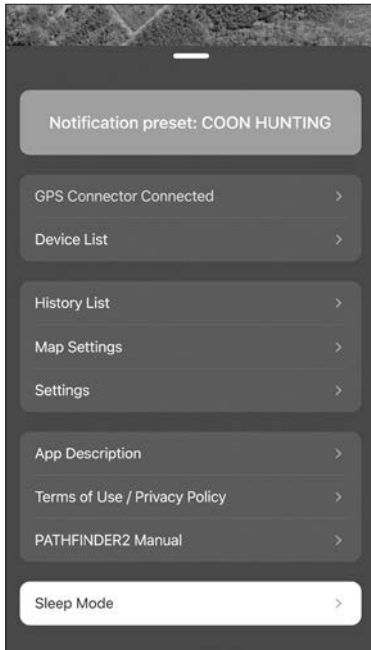 Notification preset: COON HUNTING
GPS Connector Connected
Device List
History List
Map Settings
Settings
App Description
Terms of Use / Privacy Policy
PATHFINDER2 Manual
Sleep Mode